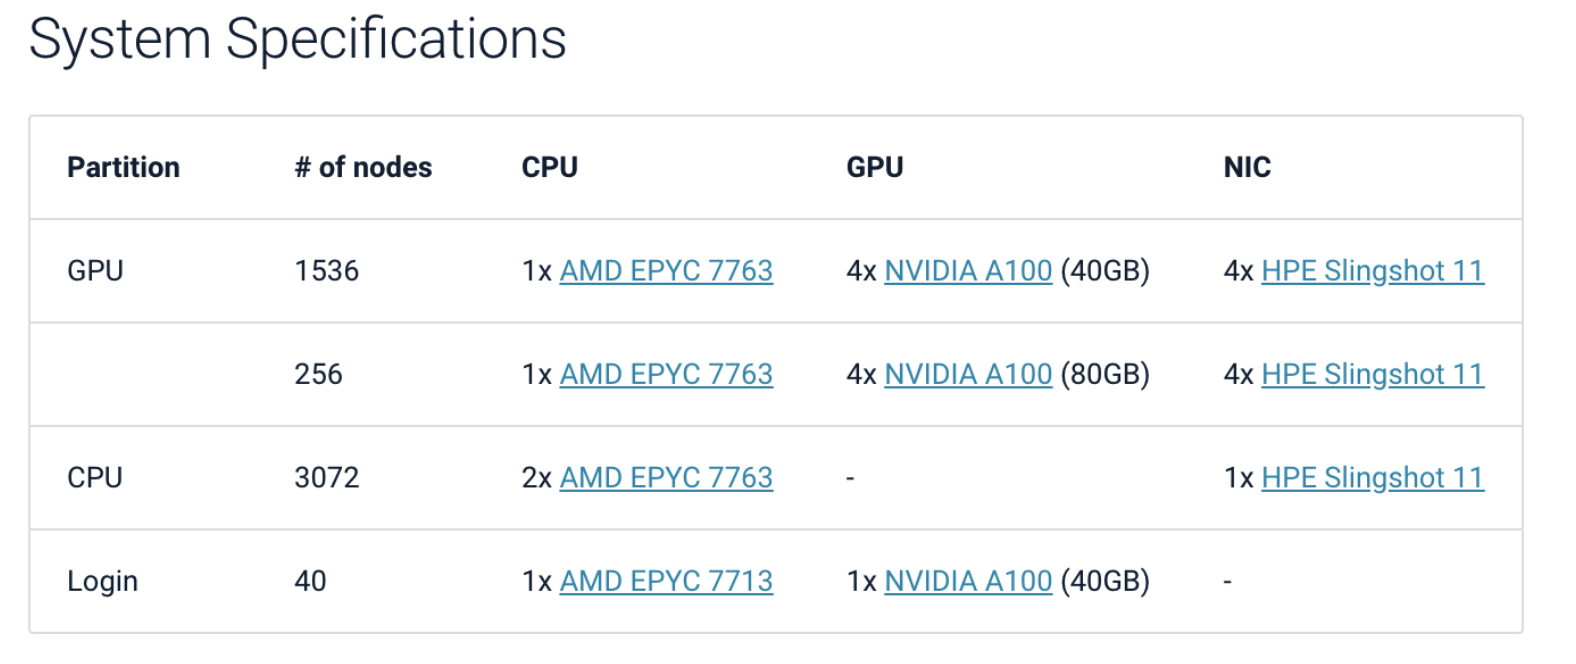 System Specifications
Partition # of nodes CPU GPU NIC
GPU 1536 1x AMD EPYC 7763 4x NVIDIA A100 (40GB) 4x HPE Slingshot 11
256 1x AMD EPYC 7763 4x NVIDIA A100 (80GB) 4x HPE Slingshot 11
CPU 3072 2x AMD EPYC 7763 - 1x HPE Slingshot 11
Login 40 1x AMD EPYC 7713 1x NVIDIA A100 (40GB) -